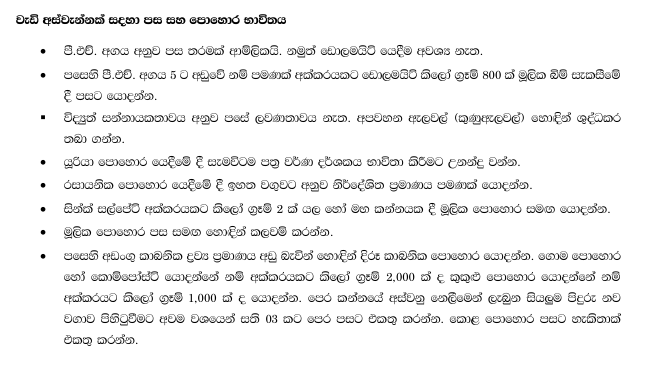 වැඩි අස්වැන්නක් සදහා පස සහ පොහොර භාවිතය
• පී.එච්. අගය අනුව පස තරමක් ආම්ලිකයි. නමුත් ඩොලමයිට් යෙදීම අවශ්‍ය නැත.
• පසෙහි පී.එච්. අගය 5 ට අඩුවේ නම් පමණක් අක්කරයකට ඩොලමයිට් කිලෝ ග්‍රෑම් 800 ක් මූලික බිම් සැකසීමේ
දී පසට යොදන්න.
▪ විද්‍යුත් සන්නායකතාවය අනුව පසේ ලවණතාවය නැත. අපවහන ඇලවල් (කුණුඇලවල්) හොඳින් ශුද්ධකර
තබා ගන්න.
• යූරියා පොහොර යෙදීමේ දී සැමවිටම පත්‍ර වර්ණ දර්ශකය භාවිතා කිරීමට උනන්දු වන්න.
• රසායනික පොහොර යෙදීමේ දී ඉහත වගුවට අනුව නිර්දේශිත ප්‍රමාණය පමණක් යොදන්න.
• සින්ක් සල්පේට් අක්කරයකට කිලෝ ග්‍රෑම් 2 ක් යල හෝ මහ කන්නයක දී මූලික පොහොර සමඟ යොදන්න.
• මූලික පොහොර පස සමඟ හොඳින් කලවම් කරන්න.
• පසෙහි අඩංගු කාබනික ද්‍රව්‍ය ප්‍රමාණය අඩු බැවින් හොඳින් දිරූ කාබනික පොහොර යොදන්න. ගොම පොහොර
හෝ කොම්පෝස්ට් යොදන්නේ නම් අක්කරයකට කිලෝ ග්‍රෑම් 2,000 ක් ද කුකුළු පොහොර යොදන්නේ නම්
අක්කරයට කිලෝ ග්‍රෑම් 1,000 ක් ද යොදන්න. පෙර කන්නයේ අස්වනු නෙලීමෙන් ලැබුන සියලුම පිදුරු නව
වගාව පිහිටුවීමට අවම වශයෙන් සති 03 කට පෙර පසට එකතු කරන්න. කොළ පොහොර පසට හැකිතාක්
එකතු කරන්න.